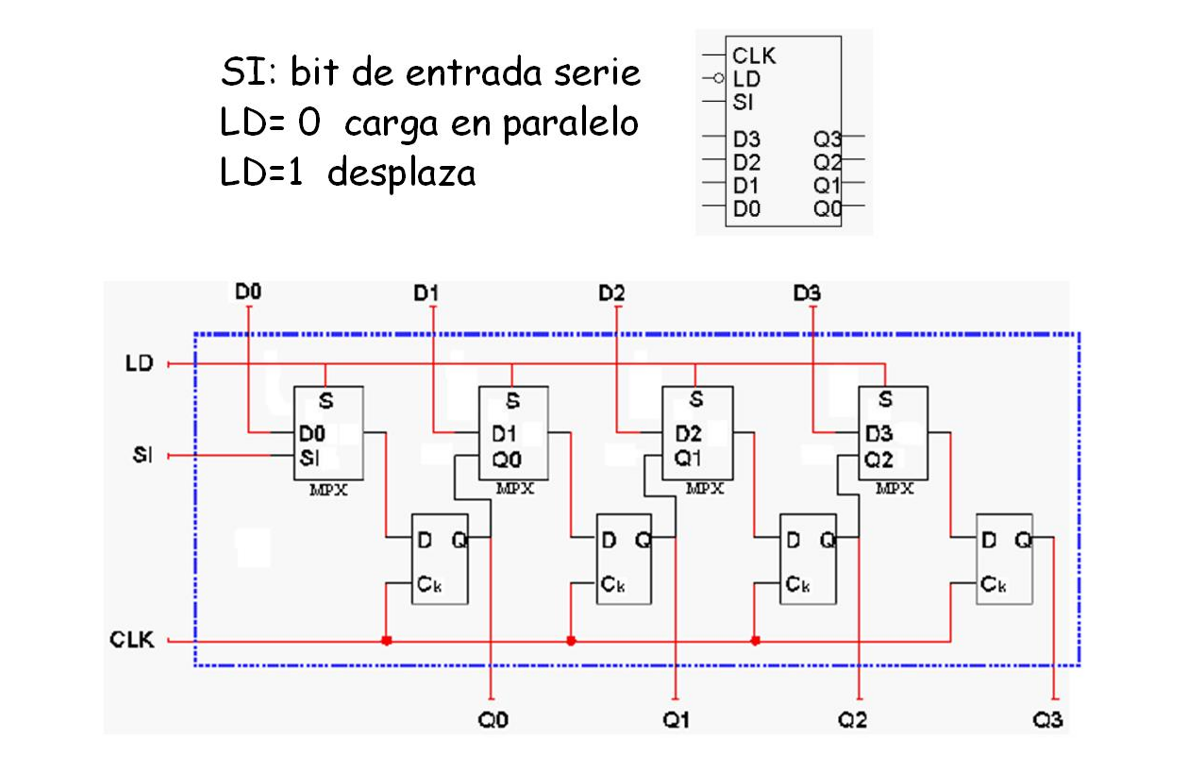 SI: bit de entrada serie
LD= 0 carga en paralelo
LD=1 desplaza
CLK
LD
SI
D3 Q3
D2 Q2
D1 Q1
D0 Q0
D0 D1 D2 D3
LD
S S S S
D0 D1 D2 D3
SI SI Q0 Q1 Q2
MPX MPX MPX MPX
D Q D Q D Q D Q
Ck Ck Ck Ck
CLK
Q0 Q1 Q2 Q3